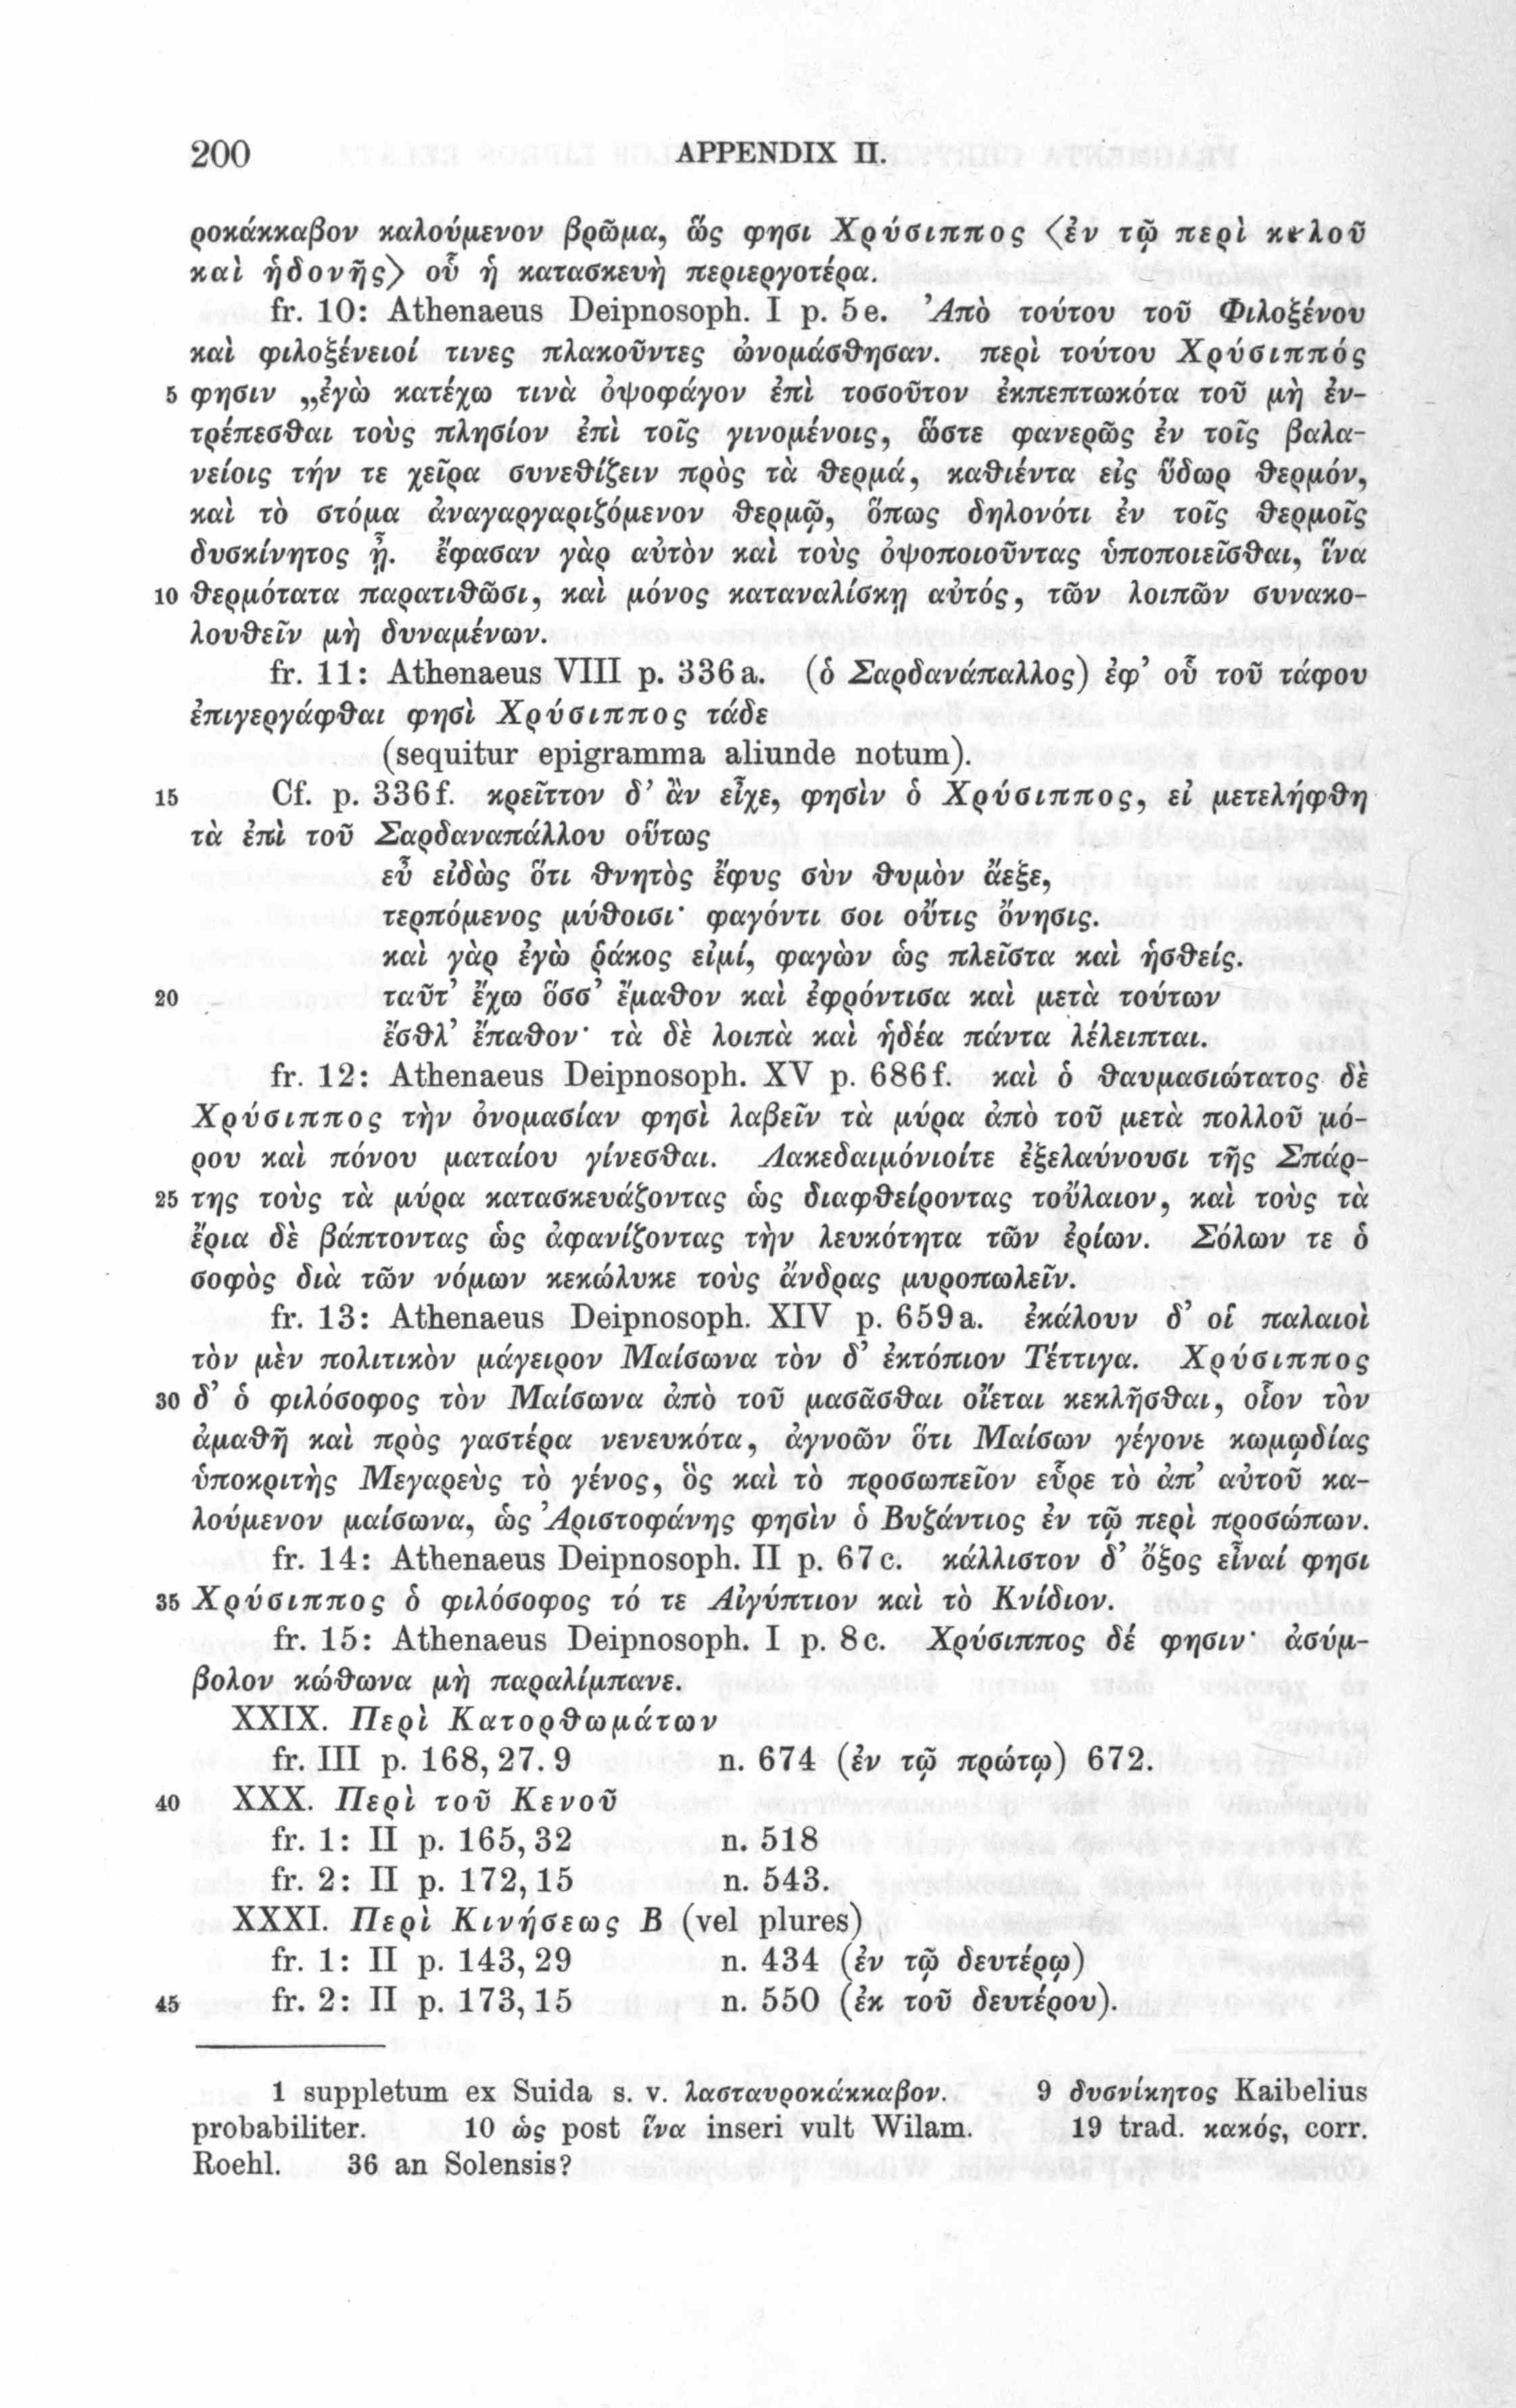 200 APPENDIX II.
ροκάκκαβον καλούμενον βρῶμα, ὥς φησι Χρύσιππος 〈ἐν τῷ περὶ καλοῦ
καὶ ἡδονῆς〉 οὗ ἡ κατασκευὴ περιεργοτέρα.
fr. 10: Athenaeus Deipnosoph. I p. 5e. Ἀπὸ τούτου τοῦ Φιλοξένου
καὶ φιλοξένειοί τινες πλακοῦντες ὠνομάσθησαν. περὶ τούτου Χρύσιππός
5 φησιν „ἐγὼ κατέχω τινὰ ὀψοφάγον ἐπὶ τοσοῦτον ἐκπεπτωκότα τοῦ μὴ ἐν-
τρέπεσθαι τοὺς πλησίον ἐπὶ τοῖς γινομένοις, ὥστε φανερῶς ἐν τοῖς βαλα-
νείοις τήν τε χεῖρα συνεθίζειν πρὸς τὰ θερμά, καθιέντα εἰς ὕδωρ θερμόν,
καὶ τὸ στόμα ἀναγαργαριζόμενον θερμῷ, ὅπως δηλονότι ἐν τοῖς θερμοῖς
δυσκίνητος ᾖ. ἔφασαν γὰρ αὐτὸν καὶ τοὺς ὀψοποιοῦντας ὑποποιεῖσθαι, ἵνα
10 θερμότατα παρατιθῶσι, καὶ μόνος καταναλίσκῃ αὐτός, τῶν λοιπῶν συνακο-
λουθεῖν μὴ δυναμένων.
fr. 11: Athenaeus VIII p. 336a. (ὁ Σαρδανάπαλλος) ἐφ’ οὗ τοῦ τάφου
ἐπιγεργάφθαι φησὶ Χρύσιππος τάδε
(sequitur epigramma aliunde notum).
15 Cf. p. 336f. κρεῖττον δ’ ἂν εἶχε, φησὶν ὁ Χρύσιππος, εἰ μετελήφθη
τὰ ἐπὶ τοῦ Σαρδαναπάλλου οὕτως
εὖ εἰδὼς ὅτι θνητὸς ἔφυς σὺν θυμὸν ἄεξε,
τερπόμενος μύθοισι· φαγόντι σοι οὔτις ὄνησις.
καὶ γὰρ ἐγὼ ῥάκος εἰμί, φαγὼν ὡς πλεῖστα καὶ ἡσθείς.
20 ταῦτ’ ἔχω ὅσσ’ ἔμαθον καὶ ἐφρόντισα καὶ μετὰ τούτων
ἔσθλ’ ἔπαθον· τὰ δὲ λοιπὰ καὶ ἡδέα πάντα λέλειπται.
fr. 12: Athenaeus Deipnosoph. XV p. 686f. καὶ ὁ θαυμασιώτατος δὲ
Χρύσιππος τὴν ὀνομασίαν φησὶ λαβεῖν τὰ μύρα ἀπὸ τοῦ μετὰ πολλοῦ μό-
ρου καὶ πόνου ματαίου γίνεσθαι. Λακεδαιμόνιοίτε ἐξελαύνουσι τῆς Σπάρ-
25 της τοὺς τὰ μύρα κατασκευάζοντας ὡς διαφθείροντας τοὔλαιον, καὶ τοὺς τὰ
ἔρια δὲ βάπτοντας ὡς ἀφανίζοντας τὴν λευκότητα τῶν ἐρίων. Σόλων τε ὁ
σοφὸς διὰ τῶν νόμων κεκώλυκε τοὺς ἄνδρας μυροπωλεῖν.
fr. 13: Athenaeus Deipnosoph. XIV p. 659a. ἐκάλουν δ’ οἱ παλαιοὶ
τὸν μὲν πολιτικὸν μάγειρον Μαίσωνα τὸν δ’ ἐκτόπιον Τέττιγα. Χρύσιππος
30 δ’ ὁ φιλόσοφος τὸν Μαίσωνα ἀπὸ τοῦ μασᾶσθαι οἴεται κεκλῆσθαι, οἷον τὸν
ἀμαθῆ καὶ πρὸς γαστέρα νενευκότα, ἀγνοῶν ὅτι Μαίσων γέγονε κωμῳδίας
ὑποκριτὴς Μεγαρεὺς τὸ γένος, ὃς καὶ τὸ προσωπεῖον εὗρε τὸ ἀπ’ αὐτοῦ κα-
λούμενον μαίσωνα, ὡς Ἀριστοφάνης φησὶν ὁ Βυζάντιος ἐν τῷ περὶ προσώπων.
fr. 14: Athenaeus Deipnosoph. II p. 67c. κάλλιστον δ’ ὄξος εἶναί φησι
35 Χρύσιππος ὁ φιλόσοφος τό τε Αἰγύπτιον καὶ τὸ Κνίδιον.
fr. 15: Athenaeus Deipnosoph. I p. 8c. Χρύσιππος δέ φησιν· ἀσύμ-
βολον κώθωνα μὴ παραλίμπανε.
XXIX. Περὶ Κατορθωμάτων
fr. III p. 168, 27. 9 n. 674 (ἐν τῷ πρώτῳ) 672.
40 XXX. Περὶ τοῦ Κενοῦ
fr. 1: II p. 165, 32 n. 518
fr. 2: II p. 172, 15 n. 543.
XXXI. Περὶ Κινήσεως B (vel plures)
fr. 1: II p. 143, 29 n. 434 (ἐν τῷ δευτέρῳ)
45 fr. 2: II p. 173, 15 n. 550 (ἐκ τοῦ δευτέρου).
1 suppletum ex Suida s. v. λασταυροκάκκαβον. 9 δυσνίκητος Kaibelius
probabiliter. 10 ὡς post ἵνα inseri vult Wilam. 19 trad. κακός, corr.
Roehl. 36 an Solensis?